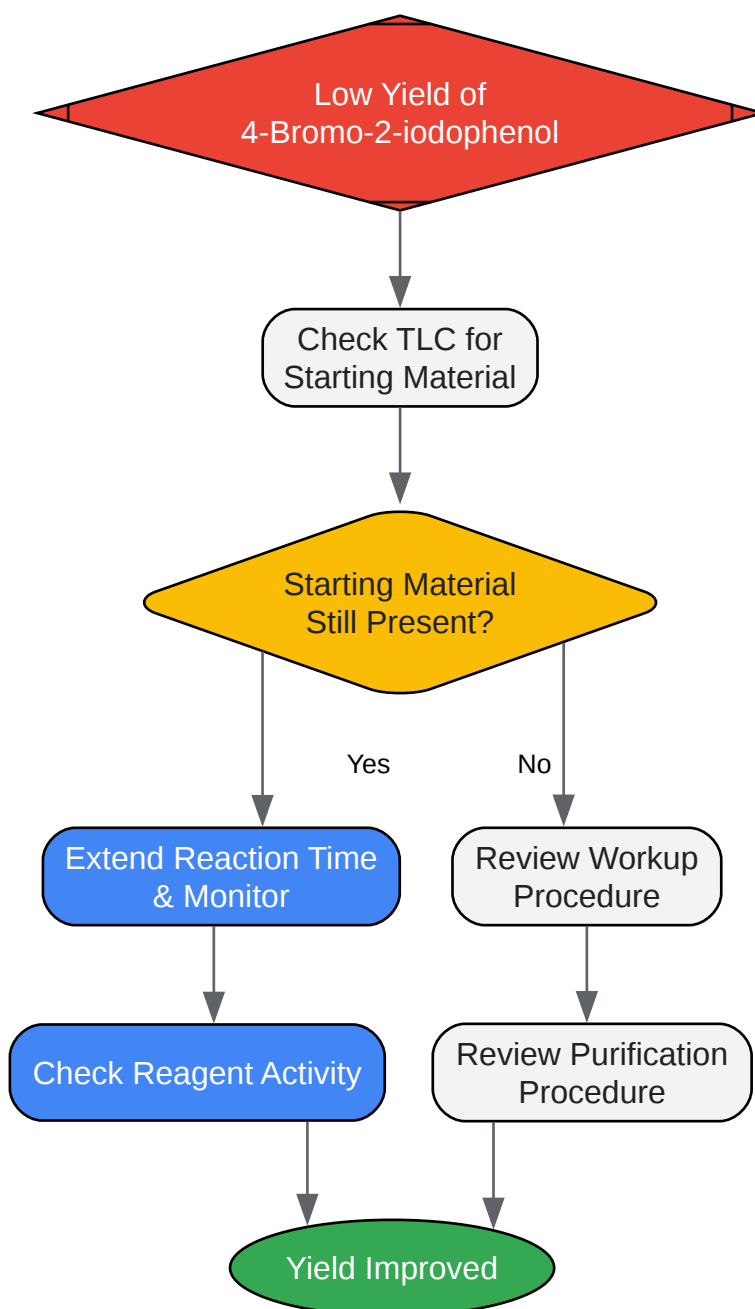 Low Yield of
4-Bromo-2-iodophenol
Check TLC for
Starting Material
Starting Material
Still Present?
Yes
No
Extend Reaction Time
& Monitor
Review Workup
Procedure
Check Reagent Activity
Review Purification
Procedure
Yield Improved